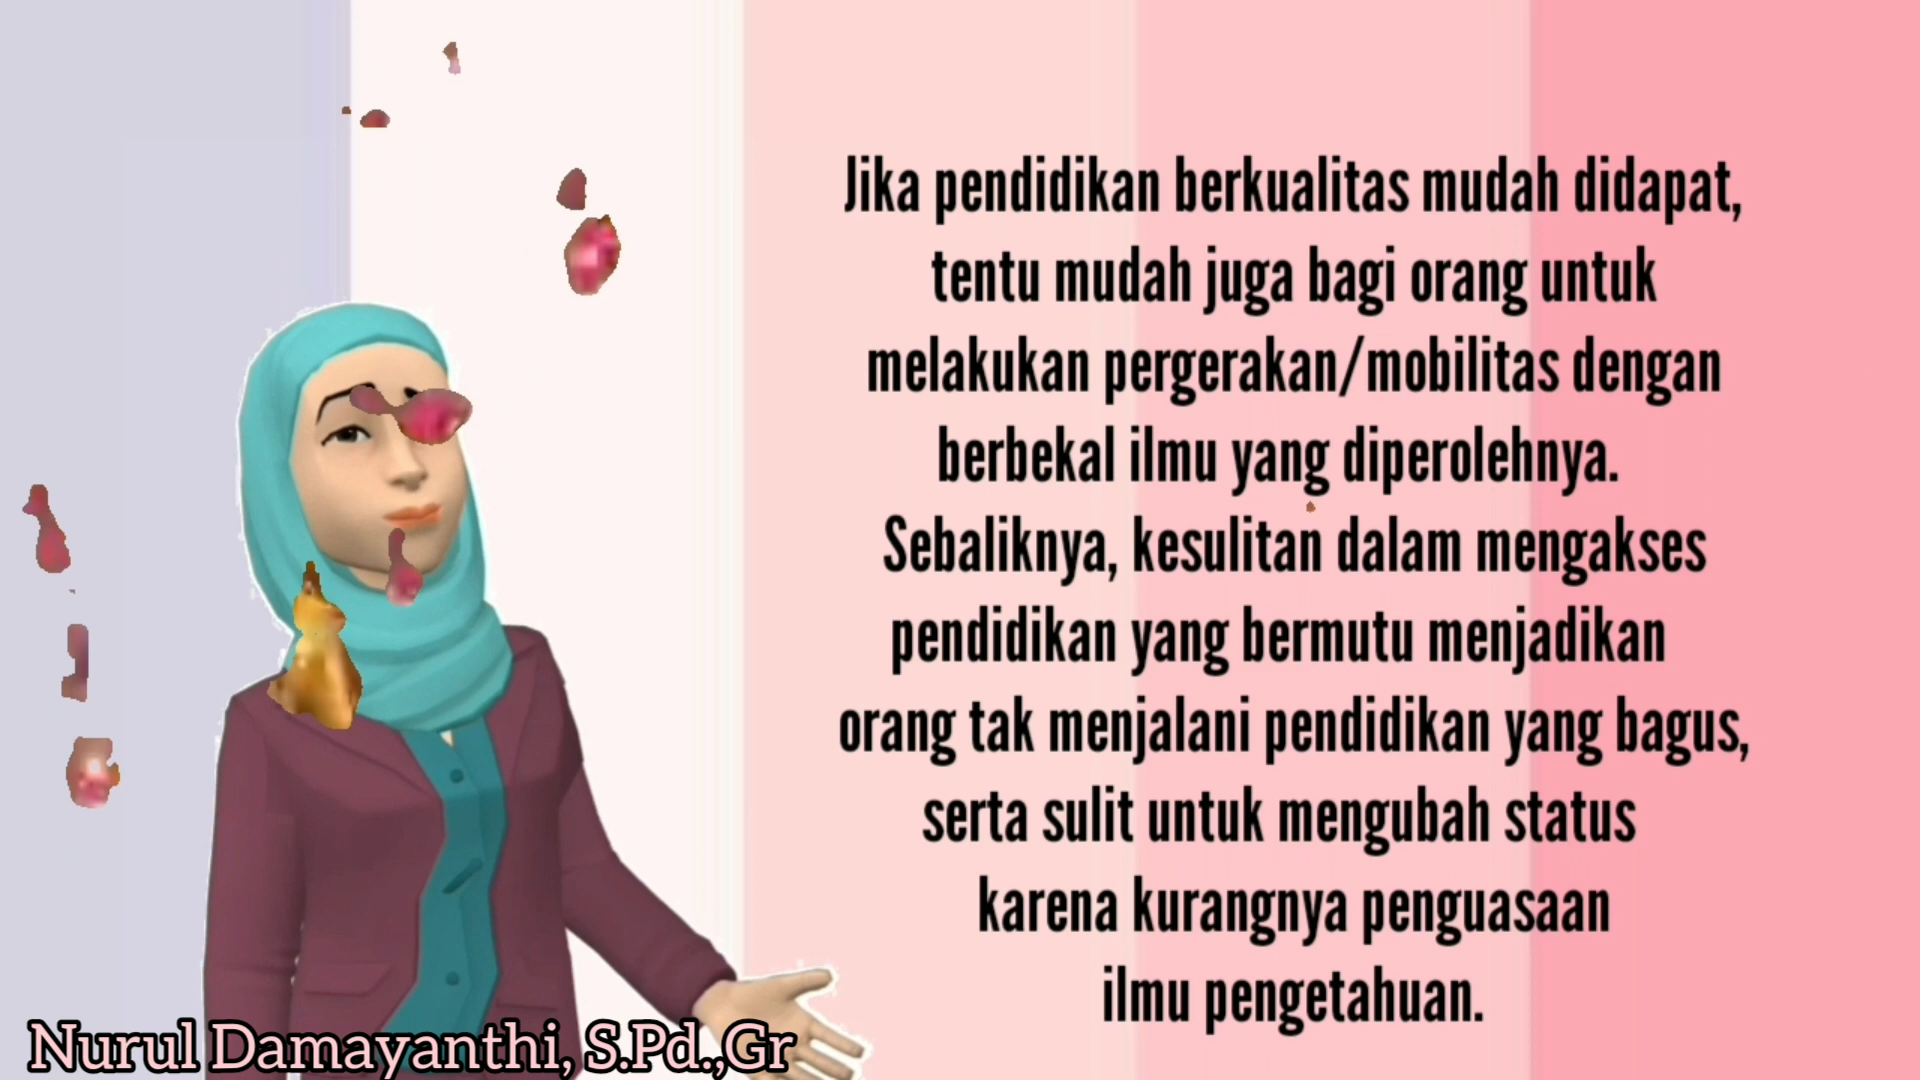 Jika pendidikan berkualitas mudah didapat,
tentu mudah juga bagi orang untuk
melakukan pergerakan/mobilitas dengan
berbekal ilmu yang diperolehnya.
Sebaliknya, kesulitan dalam mengakses
pendidikan yang bermutu menjadikan
orang tak menjalani pendidikan yang bagus,
serta sulit untuk mengubah status
karena kurangnya penguasaan
ilmu pengetahuan.
Nurul Damayanthi, S.Pd.,Gr